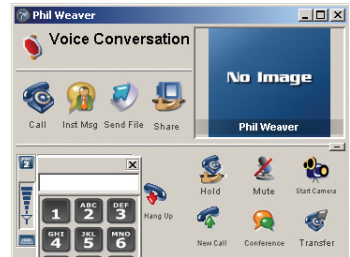 Phil Weaver
Voice Conversation
No Image
Call Inst Msg Send File Share
Phil Weaver
Hold Mute Start Camera
Hang Up
1 ABC 2 DEF 3
New Call Conference Transfer
GHI 4 JKL 5 MNO 6